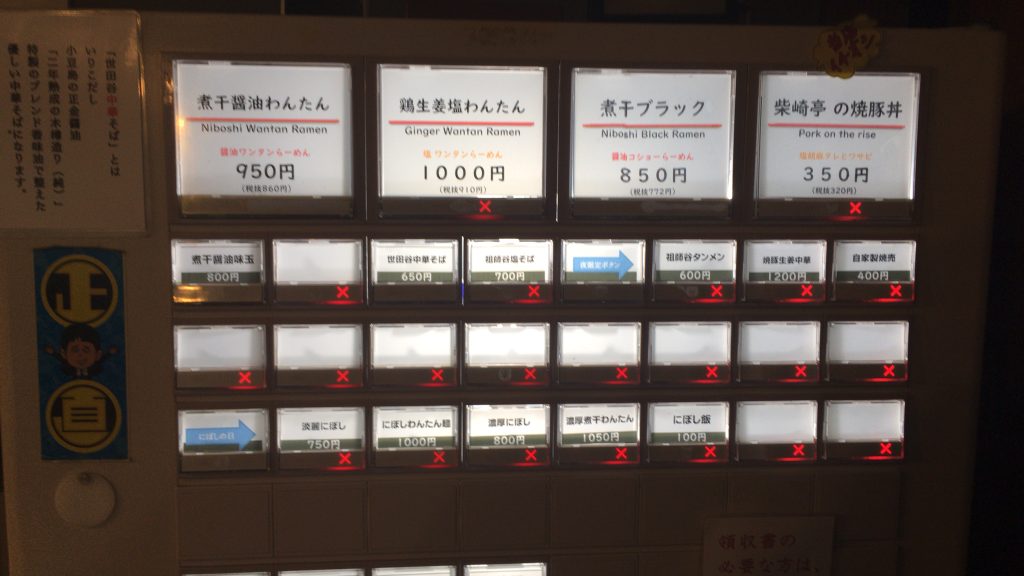 「世田谷中華そば」とは
いりこだし
小豆島の正金醤油
「二年熟成の木樽造り（純）」
特製のブレンド香味油で整えた
優しい中華そばになります。
煮干醤油わんたん
Niboshi Wantan Ramen
醤油ワンタンらーめん
950円
(税抜860円)
鶏生姜塩わんたん
Ginger Wantan Ramen
塩 ワンタンらーめん
1000円
(税抜910円)
煮干ブラック
Niboshi Black Ramen
醤油コショーらーめん
850円
(税抜772円)
柴崎亭 の焼豚丼
Pork on the rise
塩胡麻タレとワサビ
350円
(税抜320円)
煮干醤油味玉
800円
世田谷中華そば
650円
祖師谷塩そば
700円
夜限定ボタン
祖師谷タンメン
600円
焼豚生姜中華
1200円
自家製焼売
400円
にぼしの日
淡麗にぼし
750円
にぼしわんたん麺
1000円
濃厚にぼし
800円
濃厚煮干わんたん
1050円
にぼし飯
100円
正
直
領収書の
必要な方は、